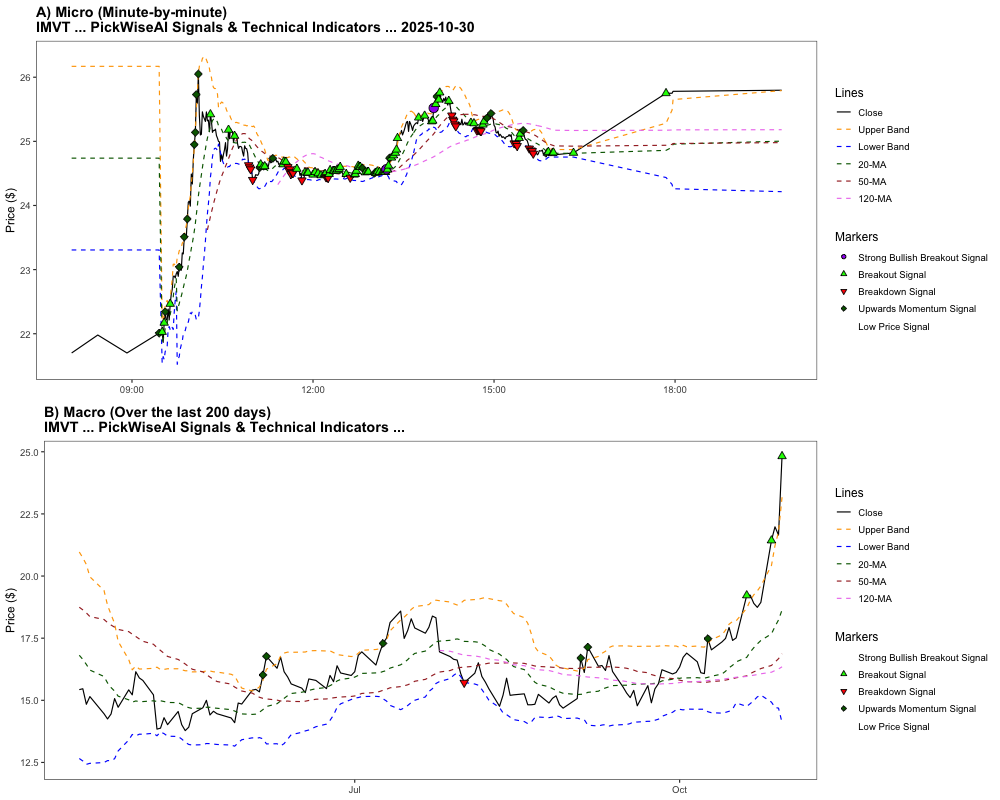 A) Micro (Minute-by-minute)
IMVT ... PickWiseAI Signals & Technical Indicators ... 2025-10-30
Price ($)
26
25
24
23
22
09:00
12:00
15:00
18:00
Lines
Close
Upper Band
Lower Band
20-MA
50-MA
120-MA
Markers
Strong Bullish Breakout Signal
Breakout Signal
Breakdown Signal
Upwards Momentum Signal
Low Price Signal
B) Macro (Over the last 200 days)
IMVT ... PickWiseAI Signals & Technical Indicators ...
Price ($)
25.0
22.5
20.0
17.5
15.0
12.5
Jul
Oct
Lines
Close
Upper Band
Lower Band
20-MA
50-MA
120-MA
Markers
Strong Bullish Breakout Signal
Breakout Signal
Breakdown Signal
Upwards Momentum Signal
Low Price Signal